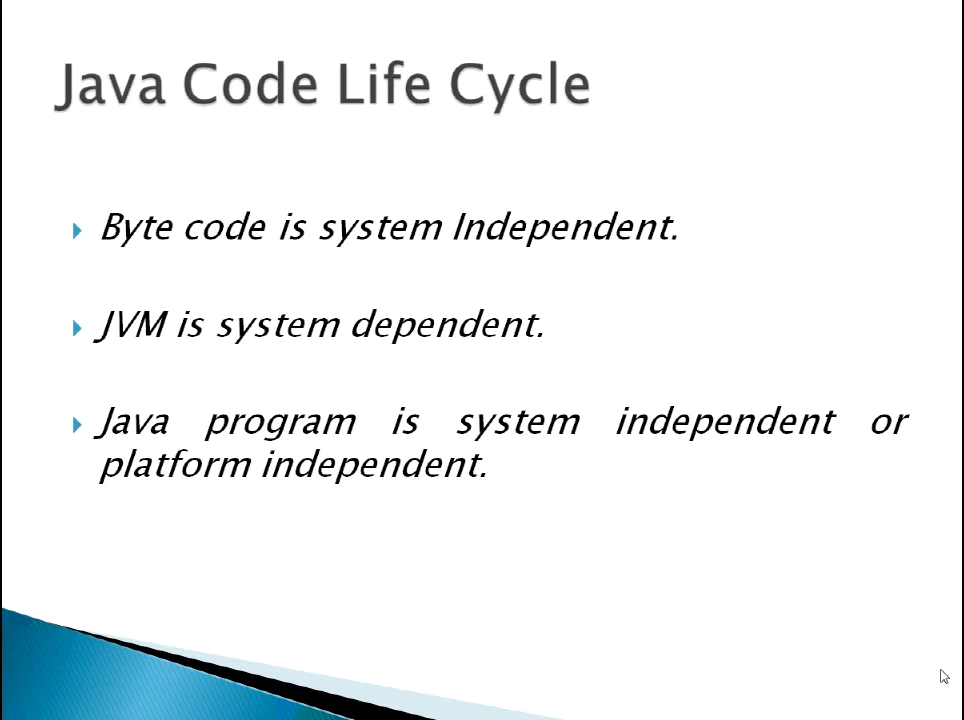 Java Code Life Cycle
Byte code is system Independent.
JVM is system dependent.
Java program is system independent or
platform independent.